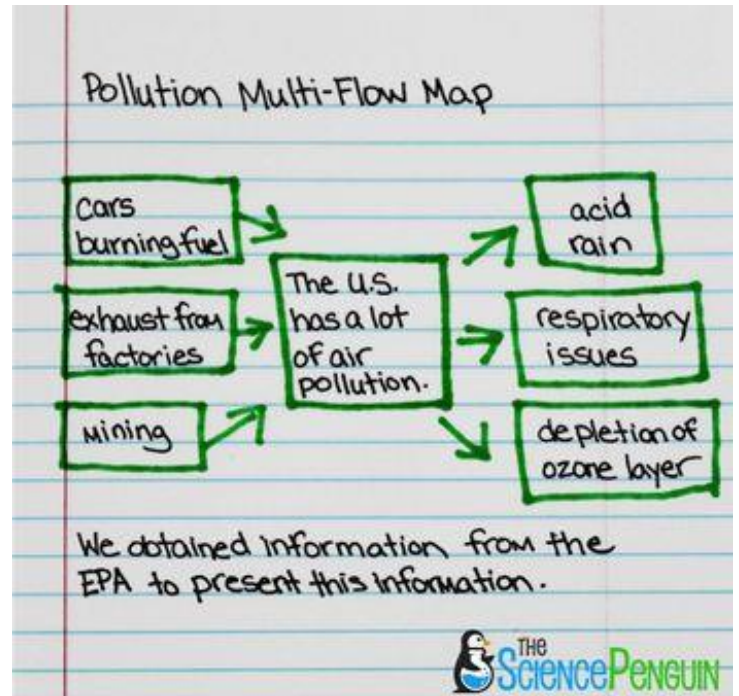 Pollution Multi-Flow Map
cars
burning fuel
exhaust from
factories
Mining
The U.S.
has a lot
of air
pollution.
acid
rain
respiratory
issues
depletion of
ozone layer
We obtained information from the
EPA to present this information.
THE
SCIENCE PENGUIN